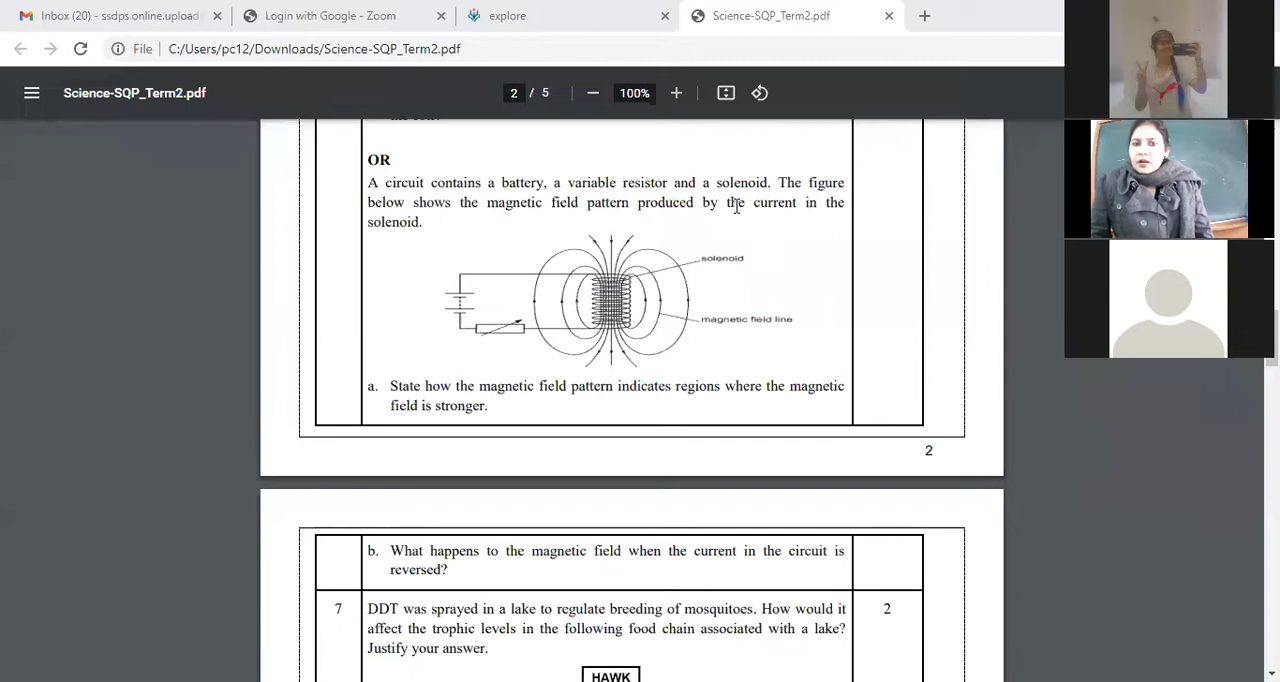 Inbox (20) - ssdps.online.upload
Login with Google - Zoom
explore
Science-SQP_Term2.pdf
File
C:/Users/pc12/Downloads/Science-SQP_Term2.pdf
Science-SQP_Term2.pdf
2 / 5
100%
OR
A circuit contains a battery, a variable resistor and a solenoid. The figure
below shows the magnetic field pattern produced by the current in the
solenoid.
solenoid
magnetic field line
a. State how the magnetic field pattern indicates regions where the magnetic
field is stronger.
2
b. What happens to the magnetic field when the current in the circuit is
reversed?
7 DDT was sprayed in a lake to regulate breeding of mosquitoes. How would it 2
affect the trophic levels in the following food chain associated with a lake?
Justify your answer.
HAWK